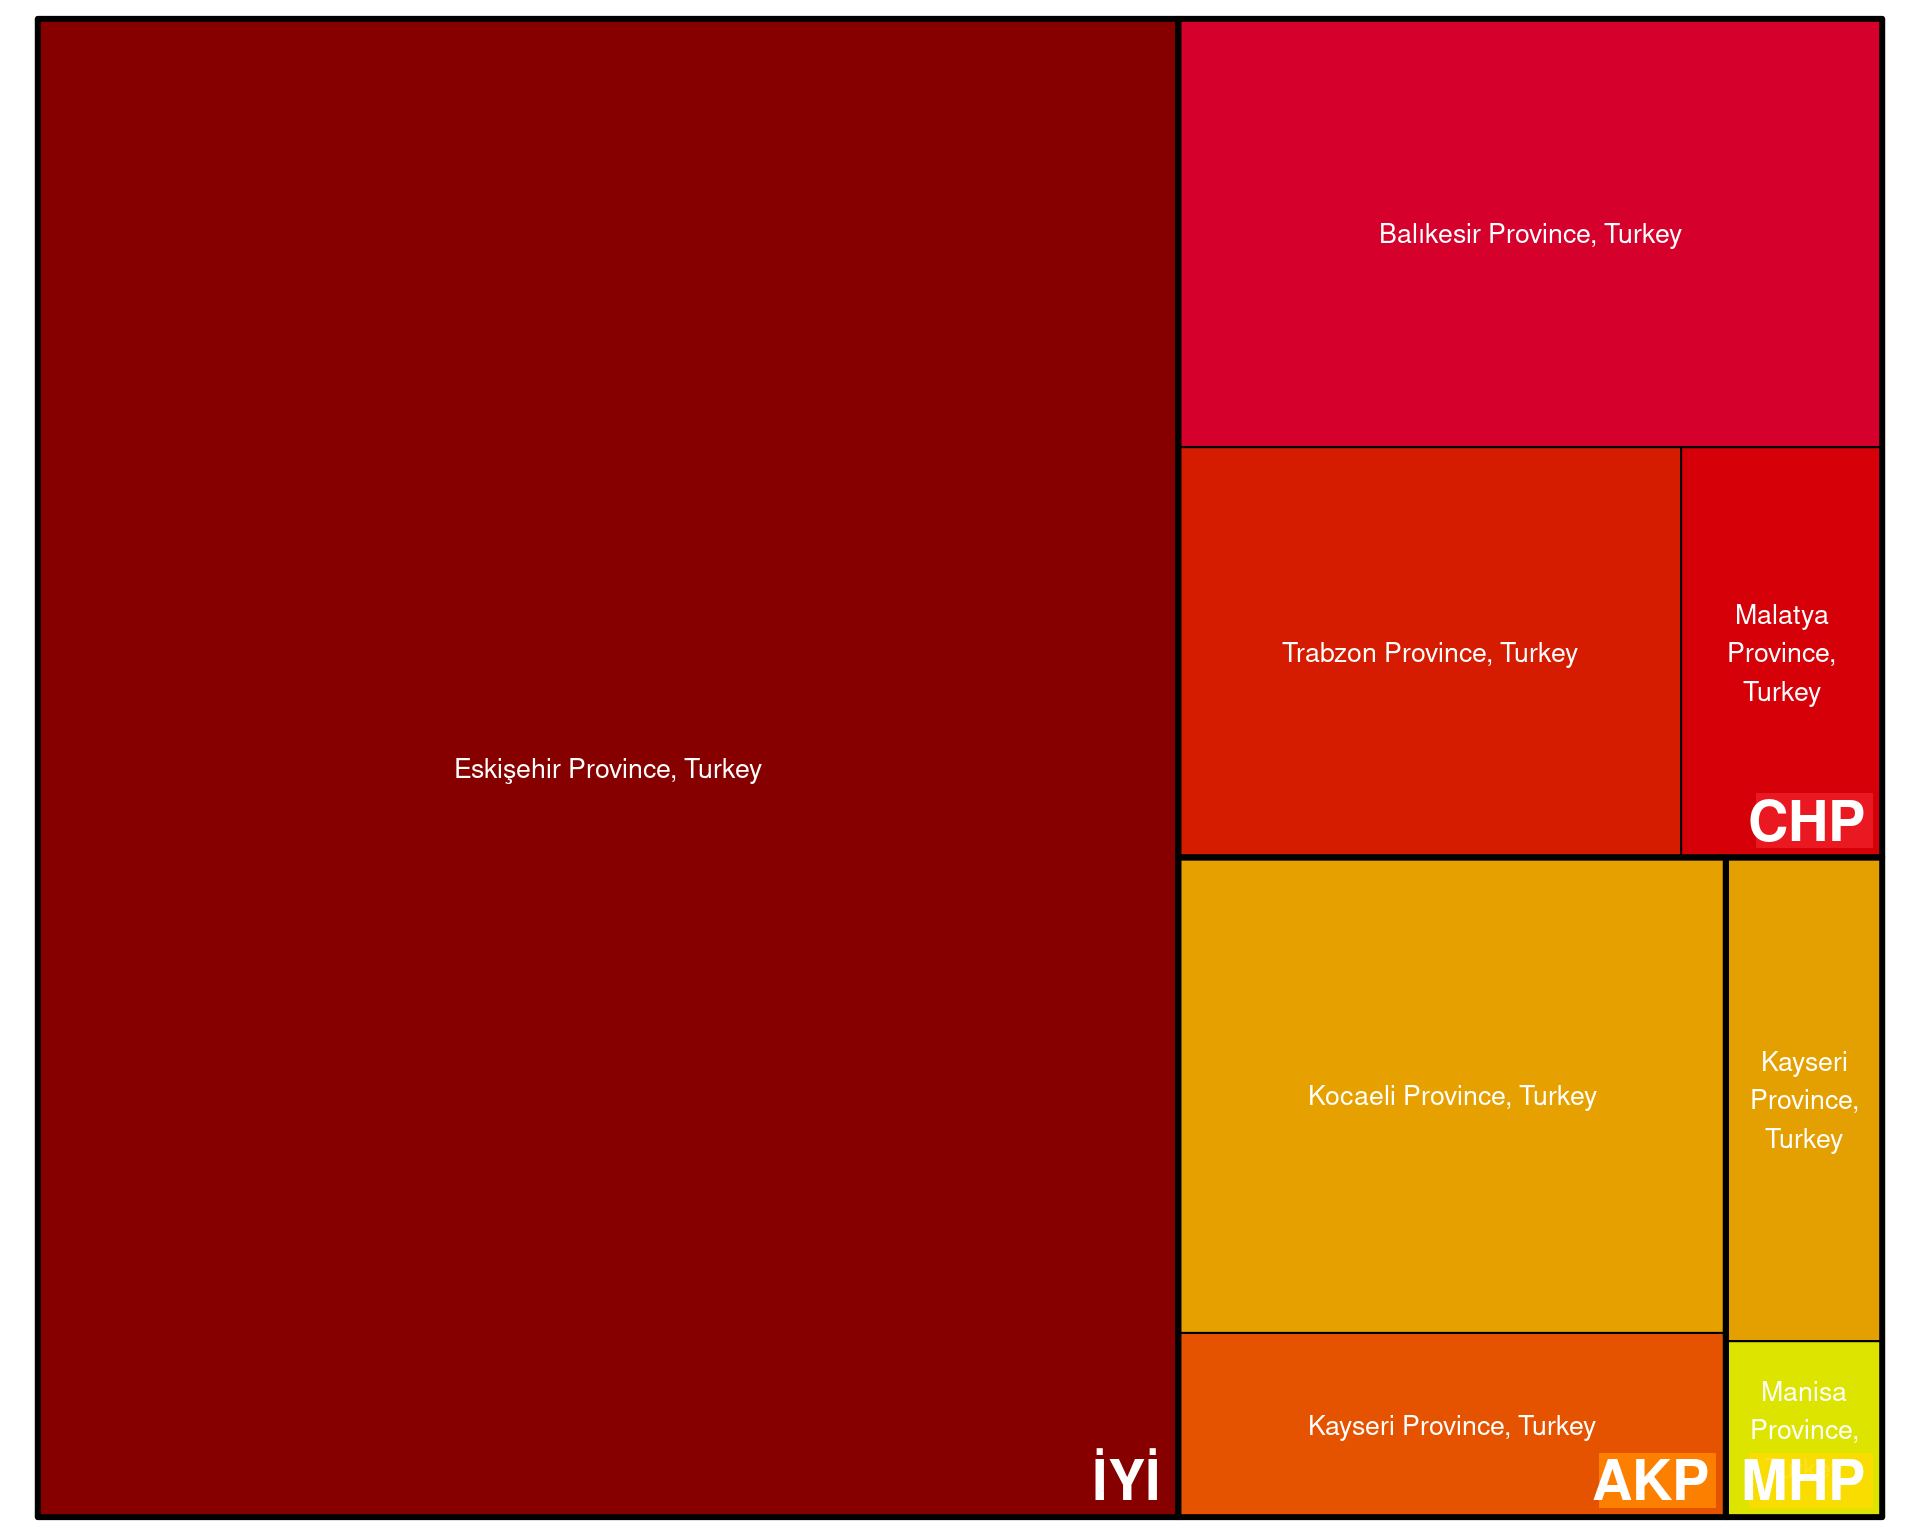 Eskişehir Province, Turkey
İYİ
Balıkesir Province, Turkey
Trabzon Province, Turkey
Malatya
Province,
Turkey
CHP
Kocaeli Province, Turkey
Kayseri Province, Turkey
AKP
Kayseri
Province,
Turkey
Manisa
Province,
MHP